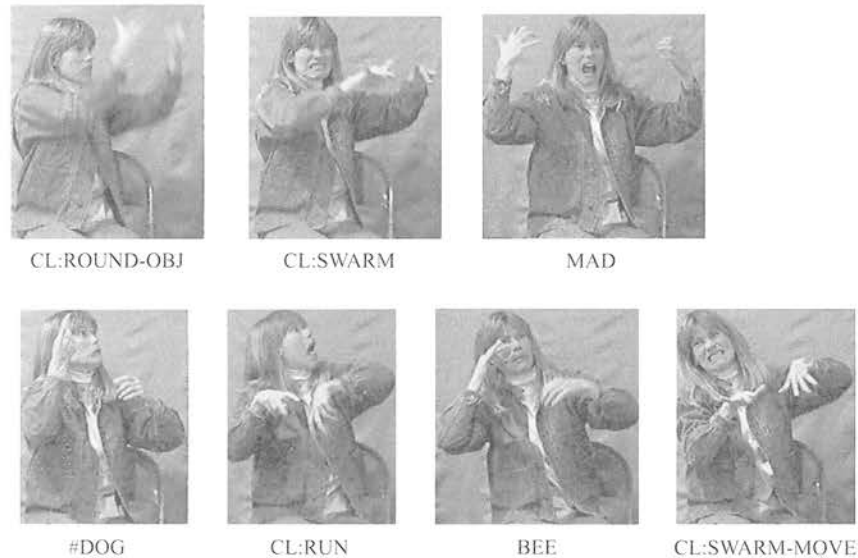 CL:ROUND-OBJ CL:SWARM MAD
#DOG CL:RUN BEE CL:SWARM-MOVE